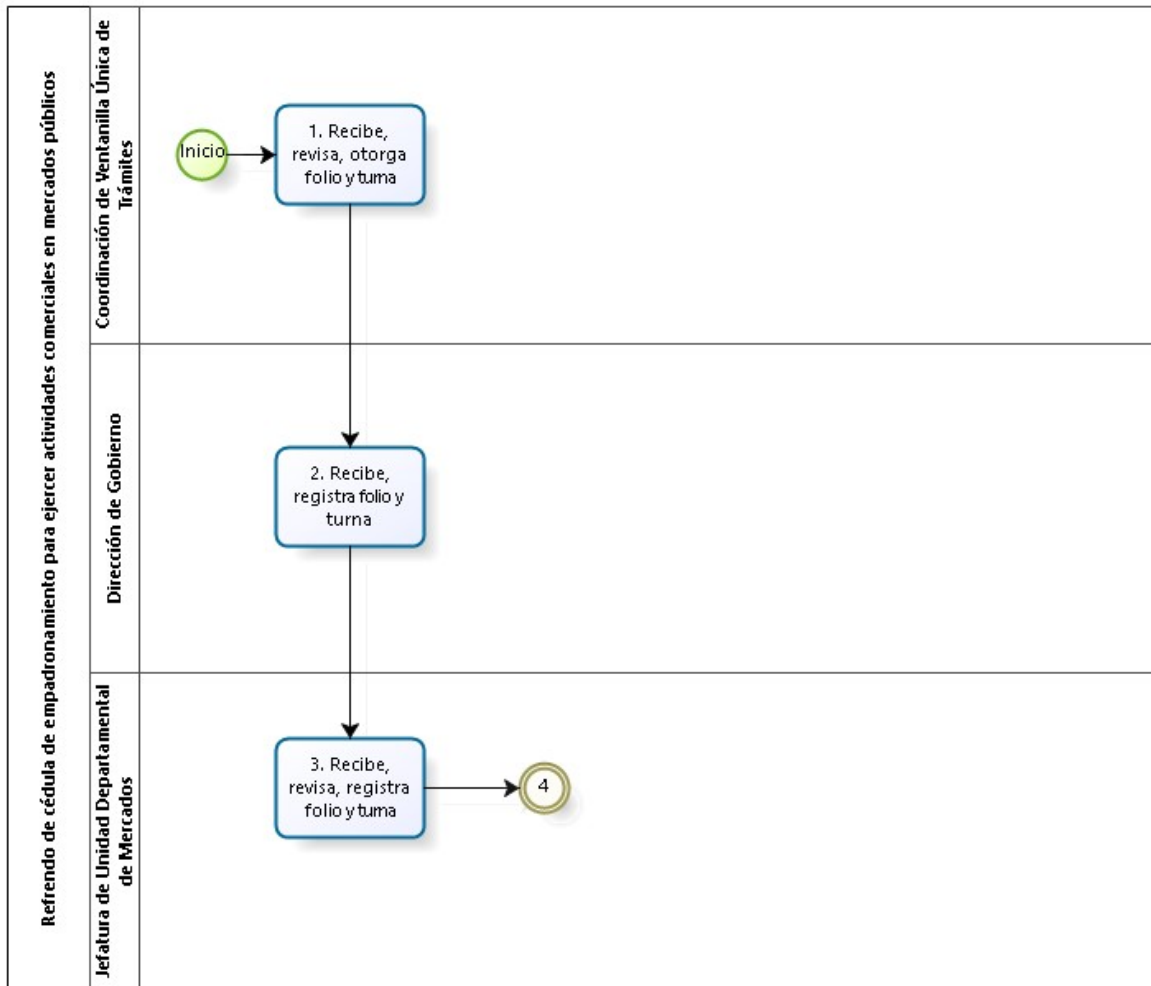 Refrendo de cédula de empadronamiento para ejercer actividades comerciales en mercados públicos
Coordinación de Ventanilla Única de
Trámites
Inicio
1. Recibe,
revisa, otorga
folio y turna
Dirección de Gobierno
2. Recibe,
registra folio y
turna
Jefatura de Unidad Departamental
de Mercados
3. Recibe,
revisa, registra
folio y turna
4